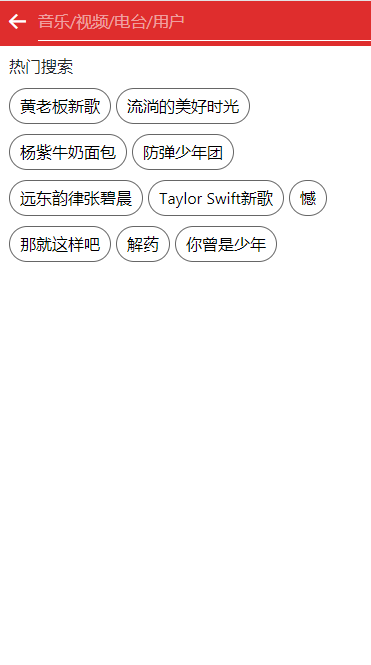 音乐/视频/电台/用户
热门搜索
黄老板新歌 流淌的美好时光
杨紫牛奶面包 防弹少年团
远东韵律张碧晨 Taylor Swift新歌 憾
那就这样吧 解药 你曾是少年